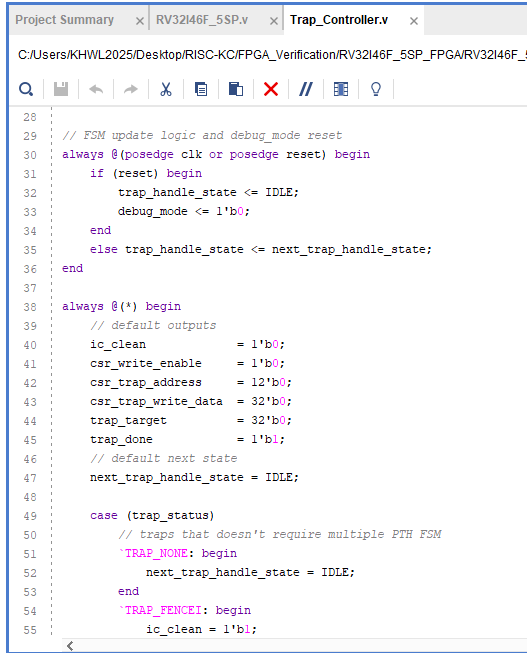 Project Summary × RV32I46F_5SP.v × Trap_Controller.v ×
C:/Users/KHWL2025/Desktop/RISC-KC/FPGA_Verification/RV32I46F_5SP_FPGA/RV32I46F_5
28
29 // FSM update logic and debug_mode reset
30 always @(posedge clk or posedge reset) begin
31 if (reset) begin
32 trap_handle_state <= IDLE;
33 debug_mode <= 1'b0;
34 end
35 else trap_handle_state <= next_trap_handle_state;
36 end
37
38 always @(*) begin
39 // default outputs
40 ic_clean = 1'b0;
41 csr_write_enable = 1'b0;
42 csr_trap_address = 12'b0;
43 csr_trap_write_data = 32'b0;
44 trap_target = 32'b0;
45 trap_done = 1'b1;
46 // default next state
47 next_trap_handle_state = IDLE;
48
49 case (trap_status)
50 // traps that doesn't require multiple PTH FSM
51 `TRAP_NONE: begin
52 next_trap_handle_state = IDLE;
53 end
54 `TRAP_FENCEI: begin
55 ic_clean = 1'b1;